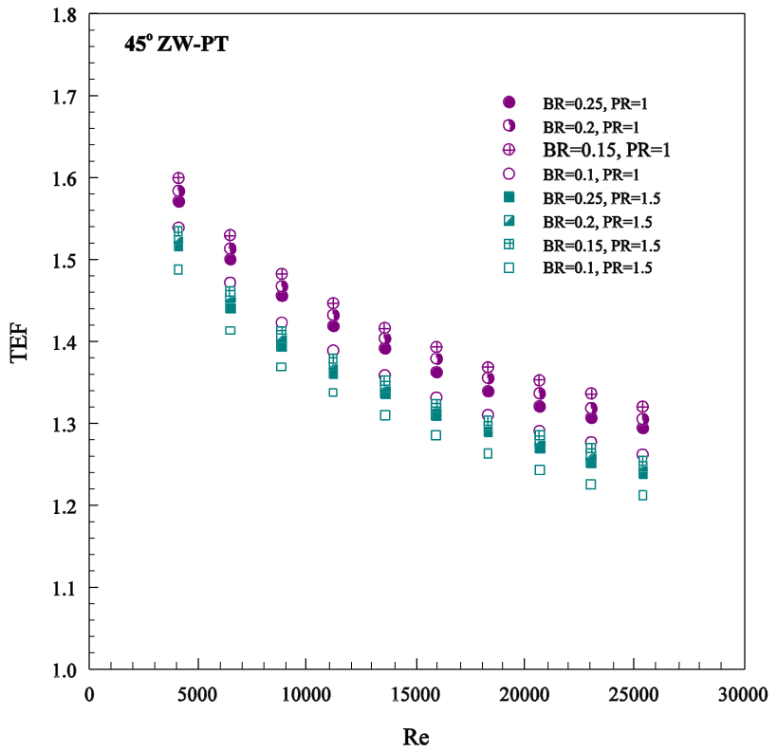 1.8
45° ZW-PT
1.7
BR=0.25, PR=1
BR=0.2, PR=1
BR=0.15, PR=1
1.6
BR=0.1, PR=1
BR=0.25, PR=1.5
BR=0.2, PR=1.5
BR=0.15, PR=1.5
1.5
BR=0.1, PR=1.5
TEF
1.4
1.3
1.2
1.1
1.0
0 5000 10000 15000 20000 25000 30000
Re